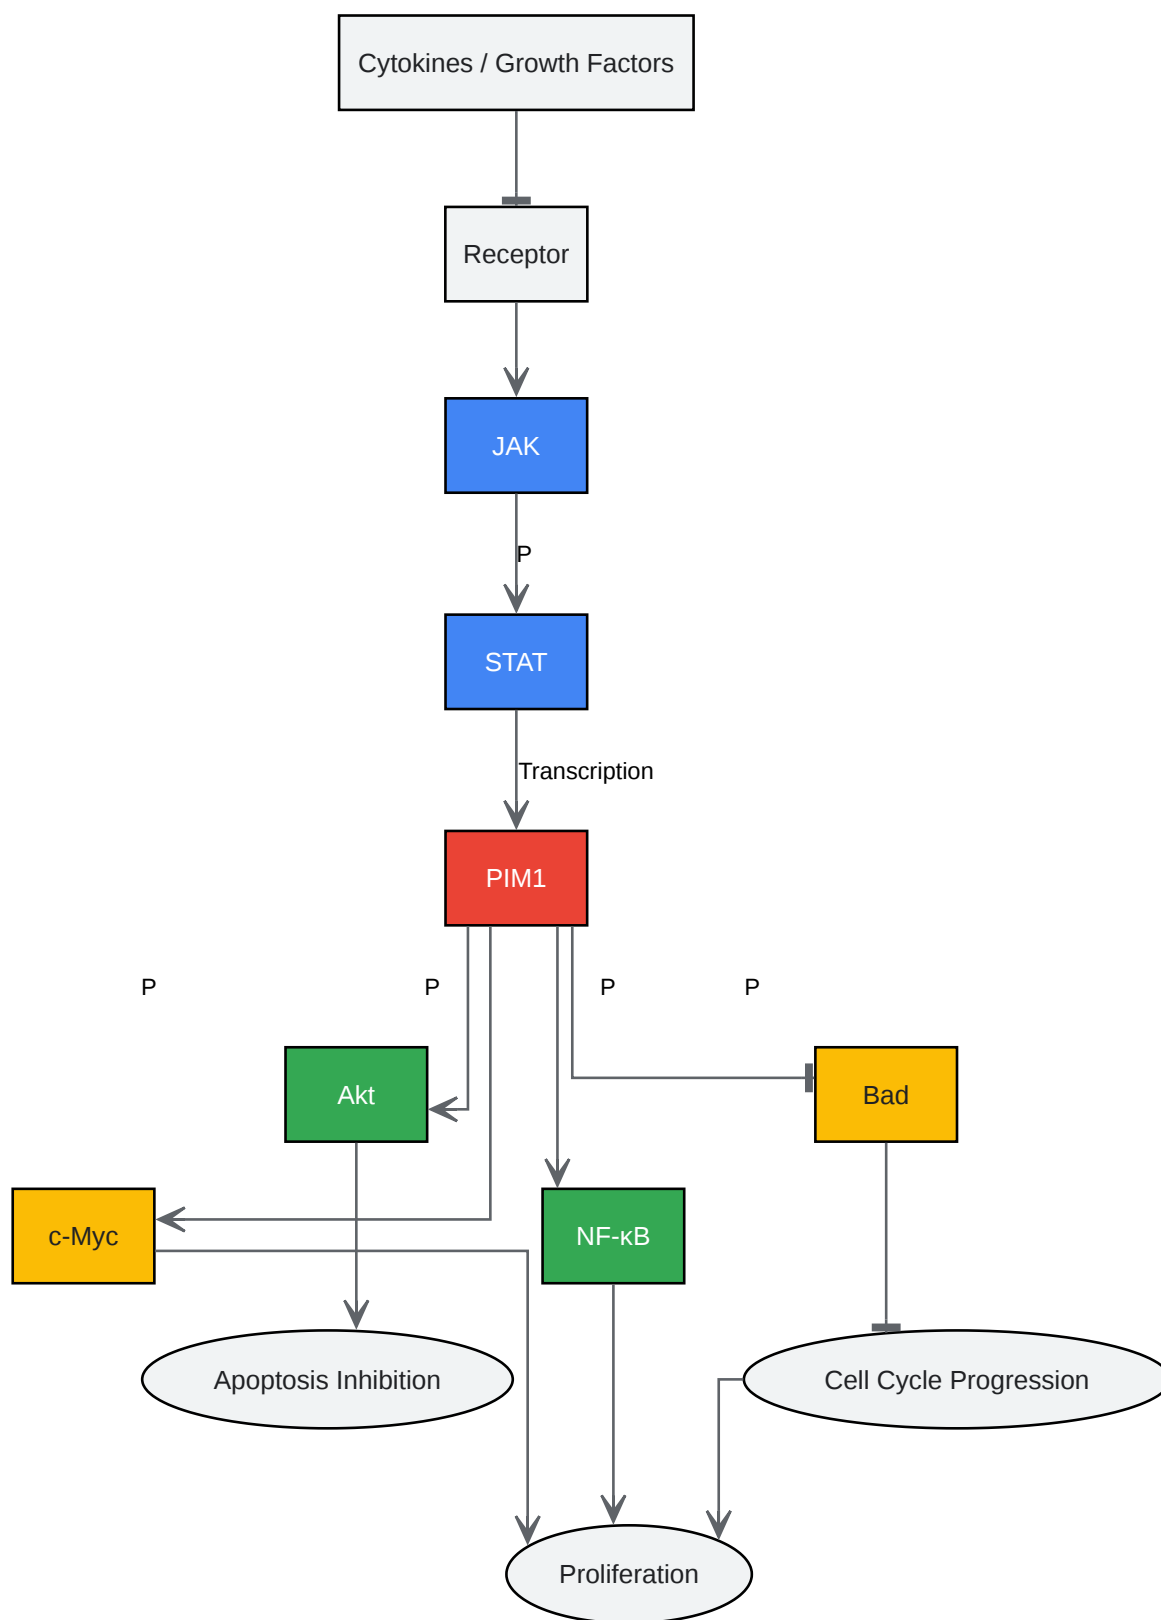 Cytokines / Growth Factors
Receptor
JAK
P
STAT
Transcription
PIM1
P
P
P
P
Akt
Bad
c-Myc
NF-κB
Apoptosis Inhibition
Cell Cycle Progression
Proliferation